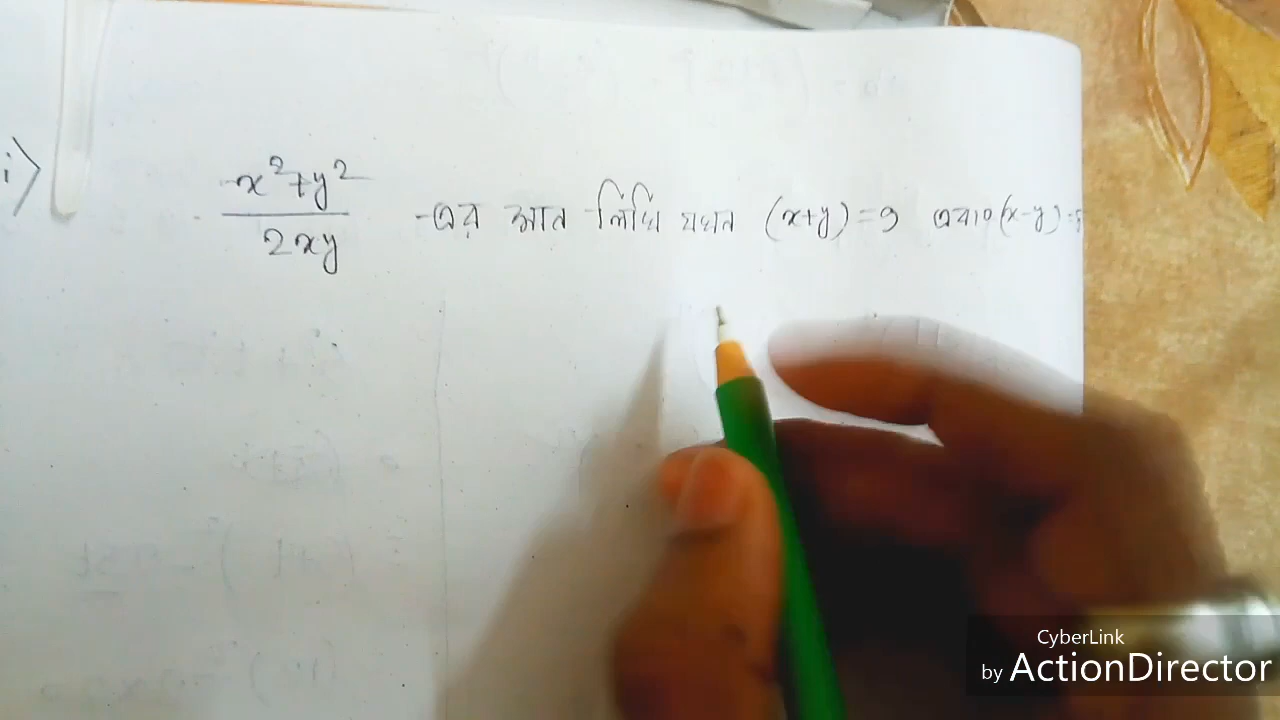 i) (x²+y²)/(2xy) -এর মান লিখি যখন (x+y) = 9 এবং (x-y) =
CyberLink
by ActionDirector